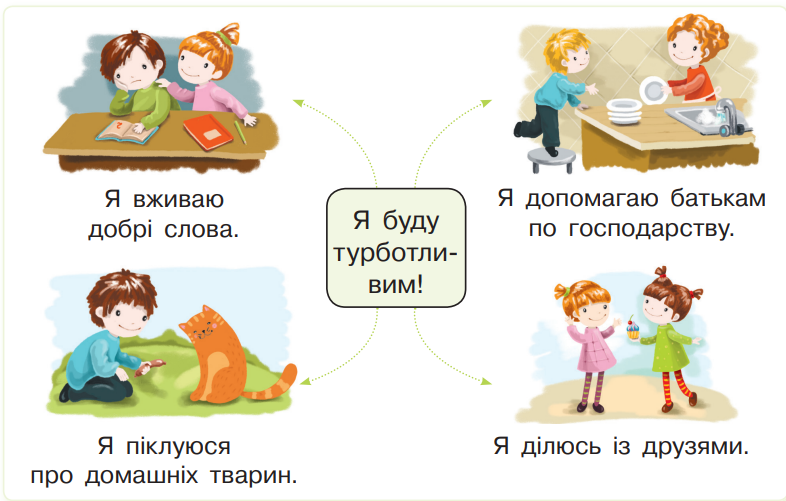 Я вживаю
добрі слова.
Я допомагаю батькам
по господарству.
Я буду
турботли-
вим!
Я піклуюся
про домашніх тварин.
Я ділюсь із друзями.